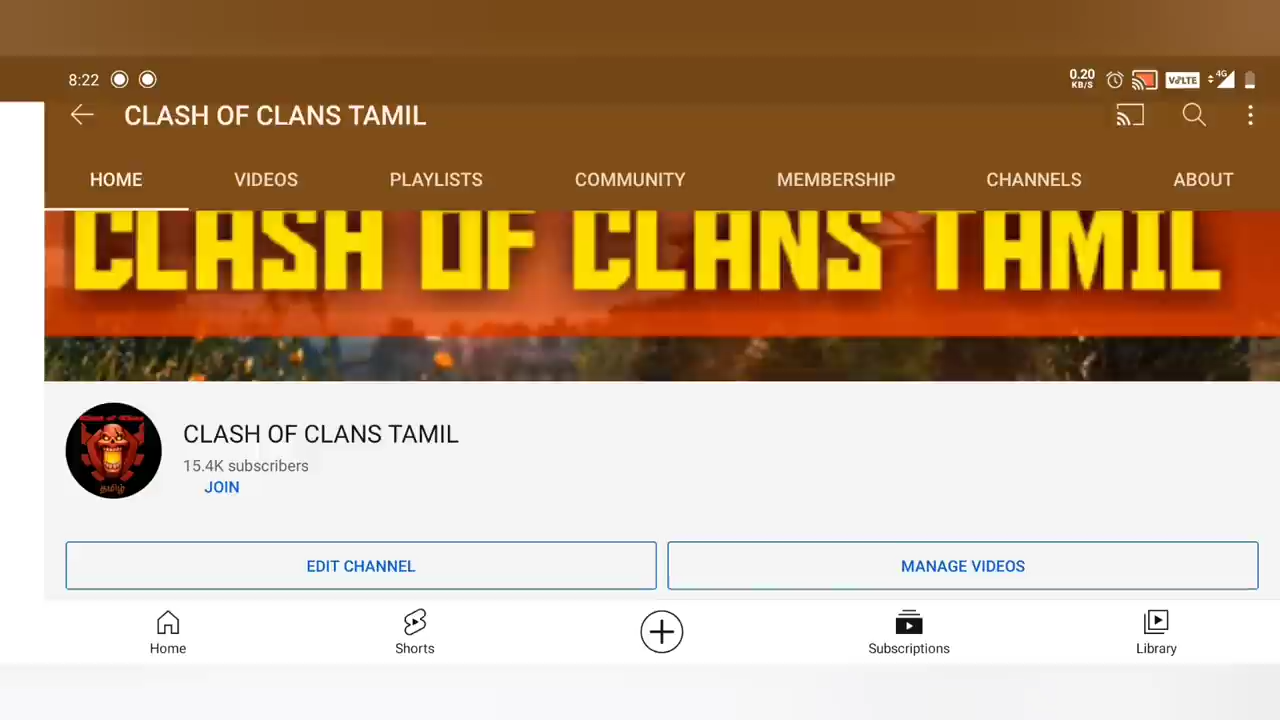 8:22 0.20 KB/S VoLTE 4G
CLASH OF CLANS TAMIL
HOME VIDEOS PLAYLISTS COMMUNITY MEMBERSHIP CHANNELS ABOUT
CLASH OF CLANS TAMIL
தமிழ்
CLASH OF CLANS TAMIL
15.4K subscribers
JOIN
EDIT CHANNEL MANAGE VIDEOS
Home Shorts Subscriptions Library